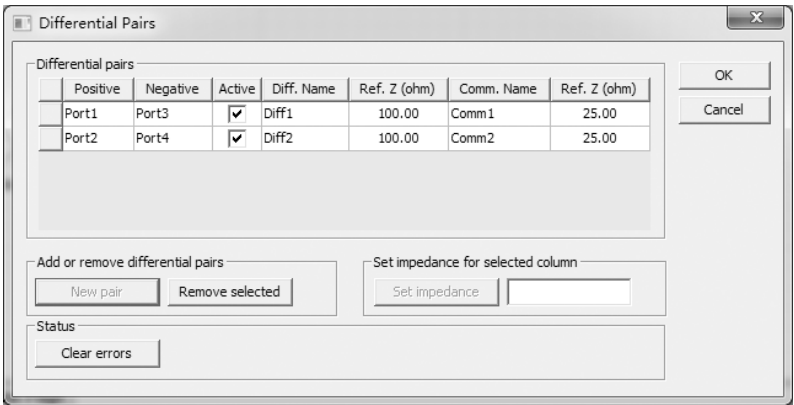 Differential Pairs
x
Differential pairs
Positive Negative Active Diff. Name Ref. Z (ohm) Comm. Name Ref. Z (ohm)
Port1 Port3 Diff1 100.00 Comm1 25.00
Port2 Port4 Diff2 100.00 Comm2 25.00
OK
Cancel
Add or remove differential pairs
New pair Remove selected
Set impedance for selected column
Set impedance
Status
Clear errors